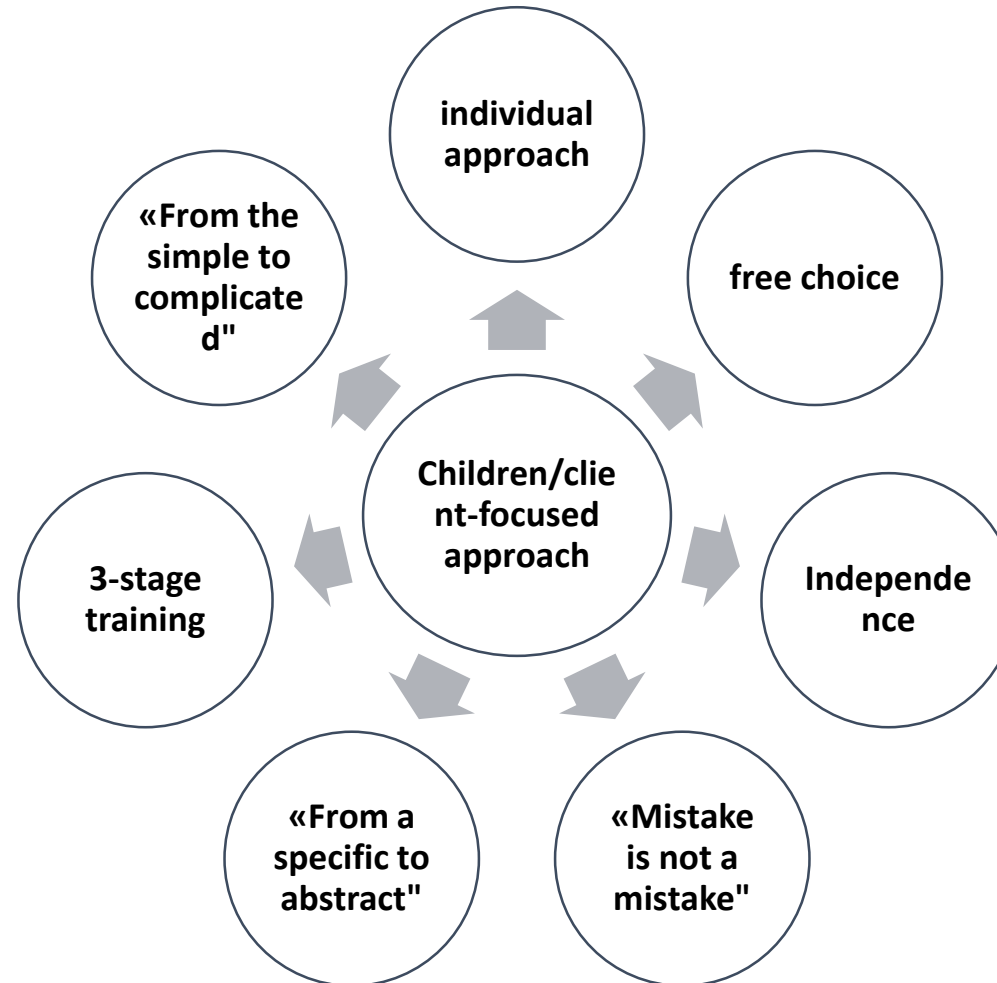 individual
approach
«From the
simple to
complicate
d"
free choice
Children/clie
nt-focused
approach
3-stage
training
Independe
nce
«From a
specific to
abstract"
«Mistake
is not a
mistake"